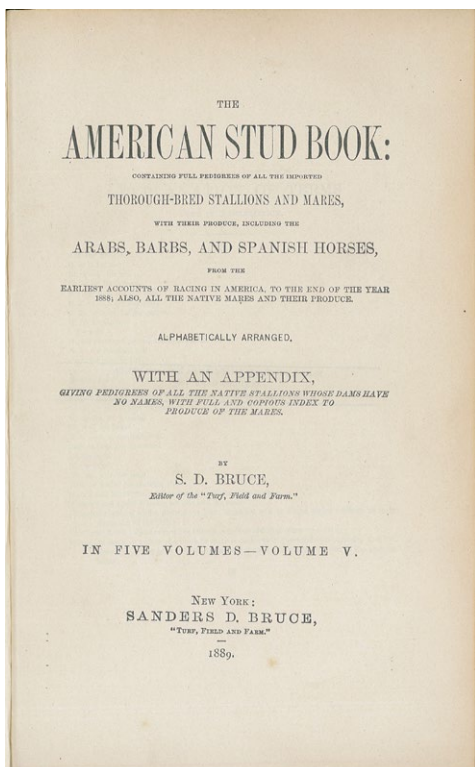 THE
AMERICAN STUD BOOK:
CONTAINING FULL PEDIGREES OF ALL THE IMPORTED
THOROUGH-BRED STALLIONS AND MARES,
WITH THEIR PRODUCE, INCLUDING THE
ARABS, BARBS, AND SPANISH HORSES,
FROM THE
EARLIEST ACCOUNTS OF RACING IN AMERICA, TO THE END OF THE YEAR
1888; ALSO, ALL THE NATIVE MARES AND THEIR PRODUCE.
ALPHABETICALLY ARRANGED.
WITH AN APPENDIX,
GIVING PEDIGREES OF ALL THE NATIVE STALLIONS WHOSE DAMS HAVE
NO NAMES, WITH FULL AND COPIOUS INDEX TO
PRODUCE OF THE MARES.
BY
S. D. BRUCE,
Editor of the "Turf, Field and Farm."
IN FIVE VOLUMES—VOLUME V.
NEW YORK:
SANDERS D. BRUCE,
"TURF, FIELD AND FARM."
1889.